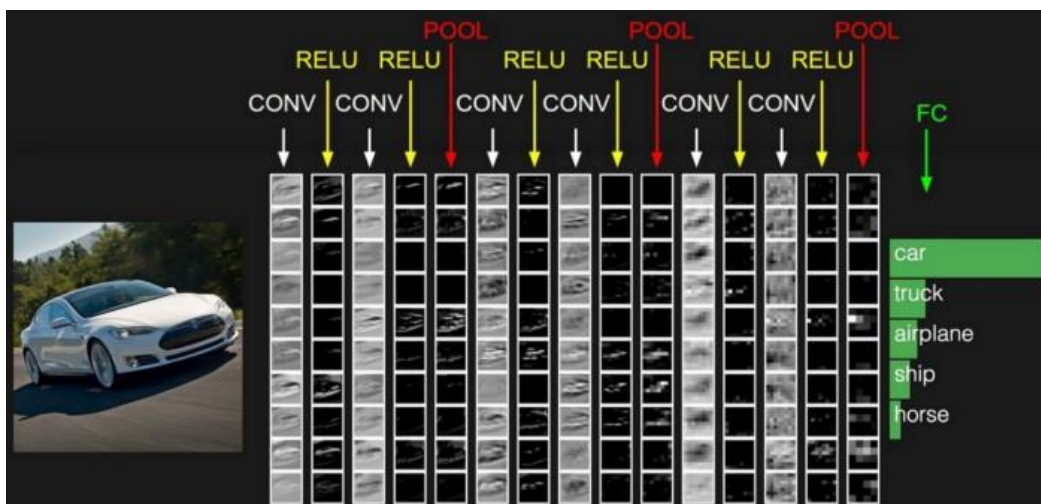 POOL POOL POOL
RELU RELU RELU RELU RELU RELU
CONV CONV CONV CONV CONV CONV
FC
car
truck
airplane
ship
horse